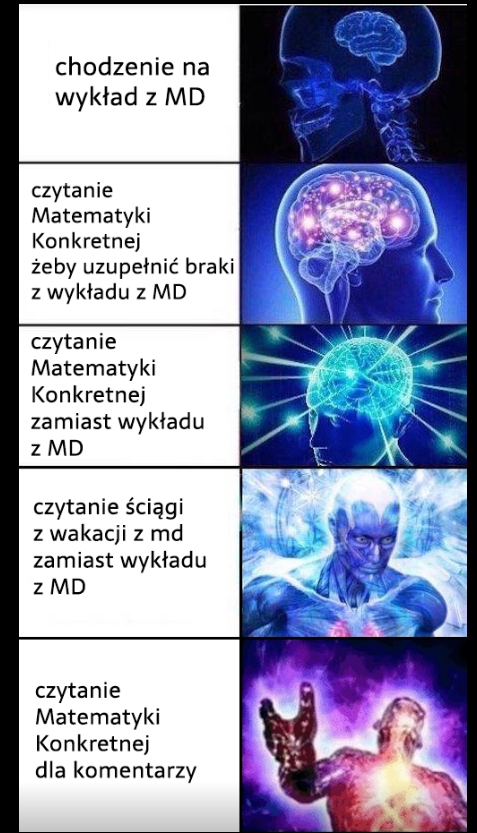 chodzenie na
wykład z MD
czytanie
Matematyki
Konkretnej
żeby uzupełnić braki
z wykładu z MD
czytanie
Matematyki
Konkretnej
zamiast wykładu
z MD
czytanie ściągi
z wakacji z md
zamiast wykładu
z MD
czytanie
Matematyki
Konkretnej
dla komentarzy